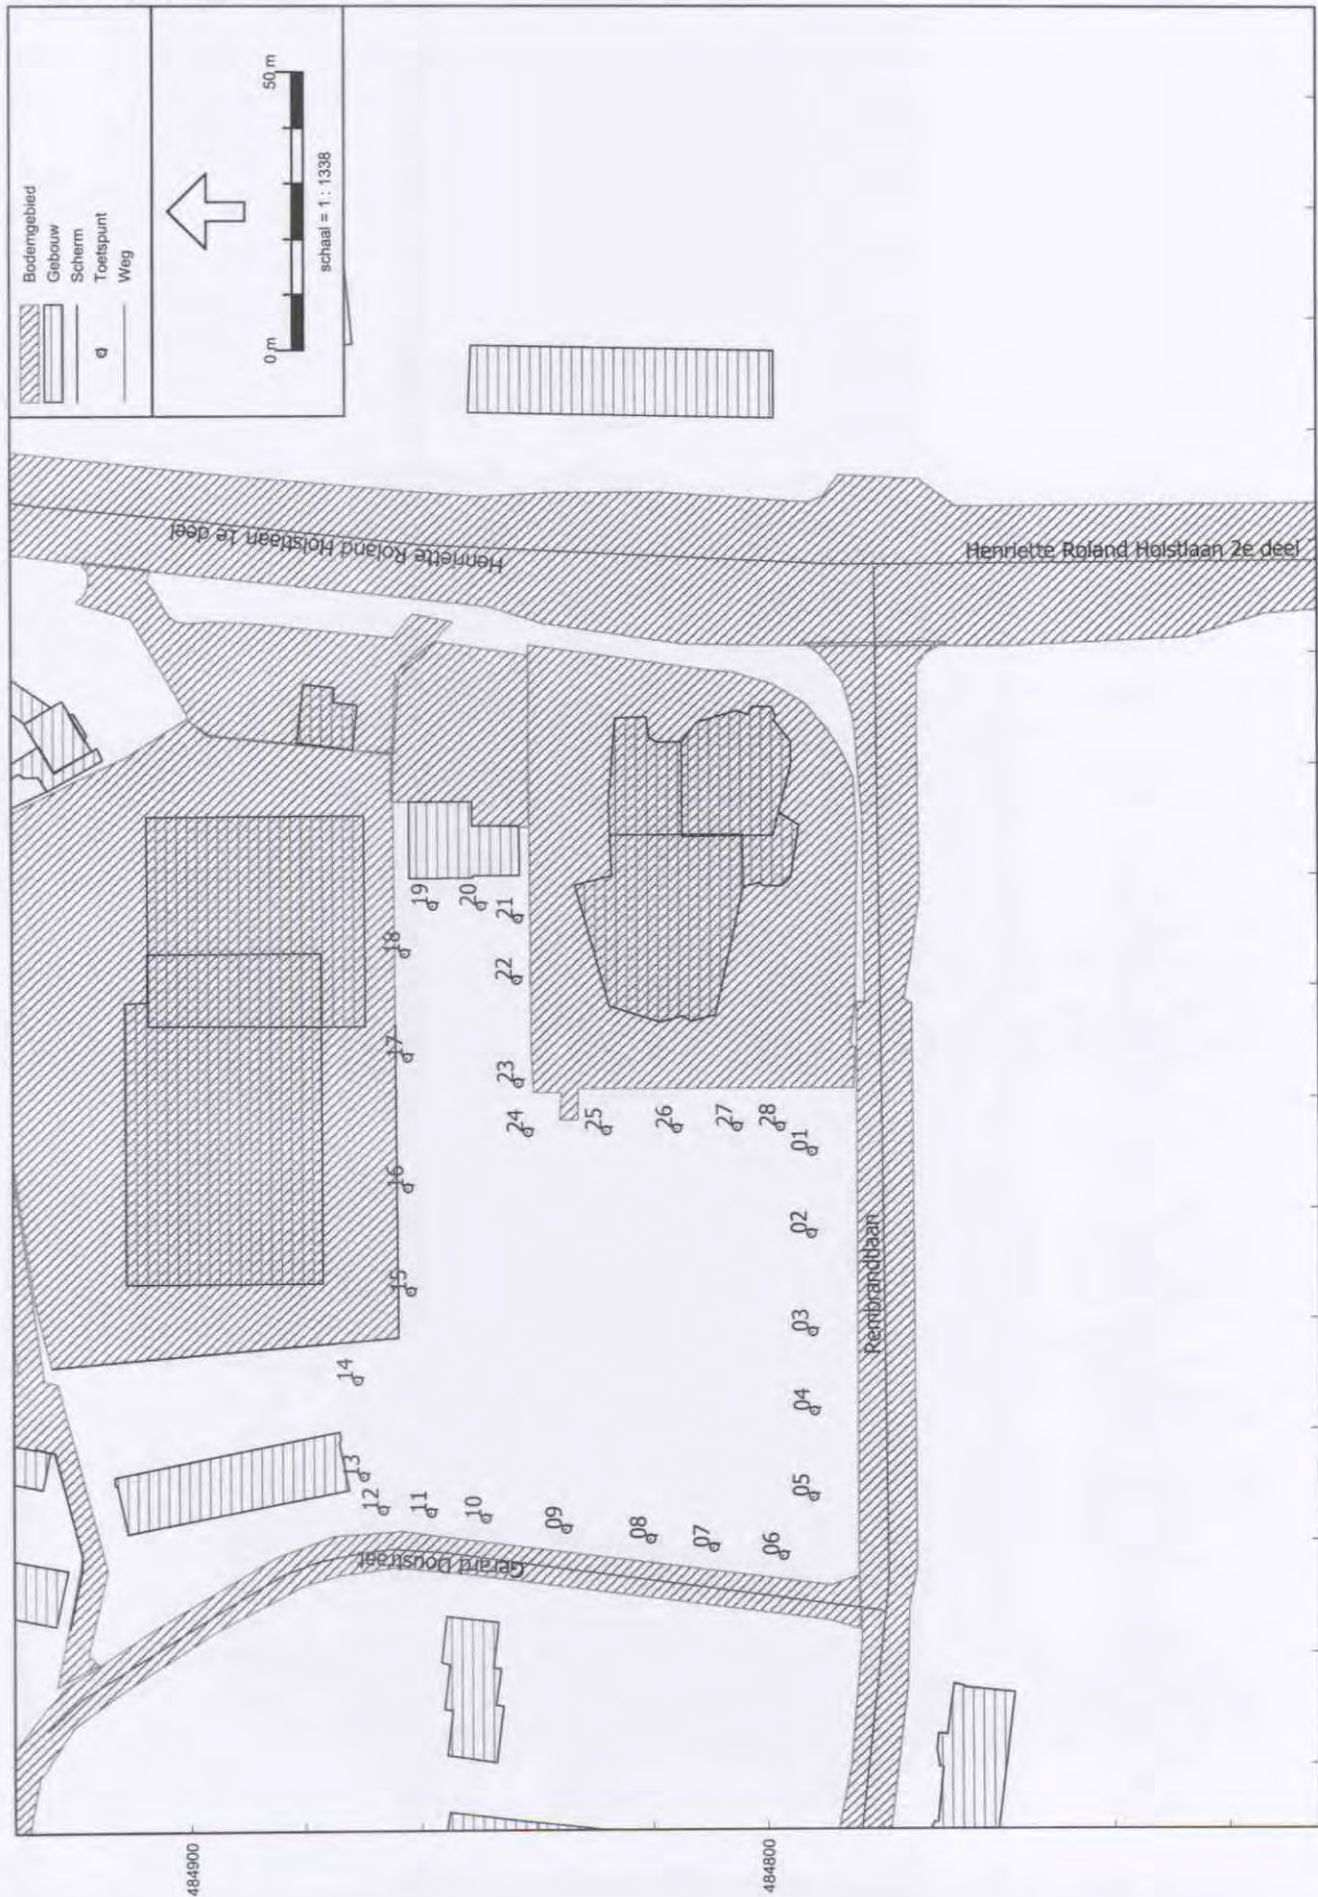 Bodemgebied
Gebouw
Scherm
Toetspunt
Weg
0 m
50 m
schaal = 1 : 1338
Henriette Roland Holstlaan 1e deel
Henriette Roland Holstlaan 2e deel
19
20
21
18
22
17
23
24
25
26
27
28
01
16
02
15
03
14
04
13
05
12
11
10
09
08
07
06
Rembrandtlaan
Gerard Doustraat
484900
484800